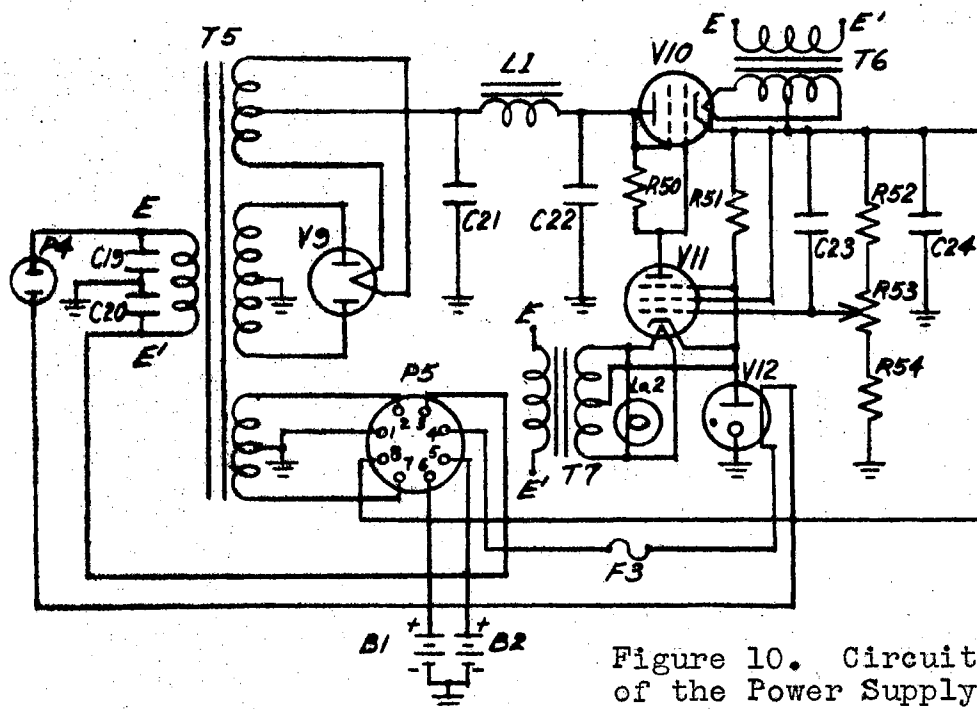 T5
L1
V10
E E'
T6
P4
E
C19
C20
E'
V9
C21
C22
R50
R51
V11
C23
R52
C24
R53
R54
E
E'
T7
La2
V12
P5
2 3
1 4
8 5
7 6
F3
+ B1 -
+ B2 -
Figure 10. Circuit
of the Power Supply